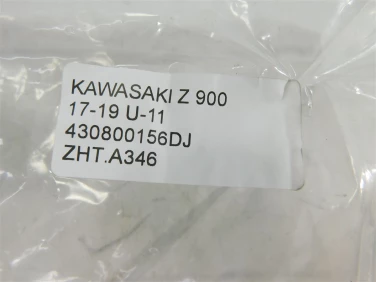 KAWASAKI Z 900
17-19 U-11
430800156DJ
ZHT.A346